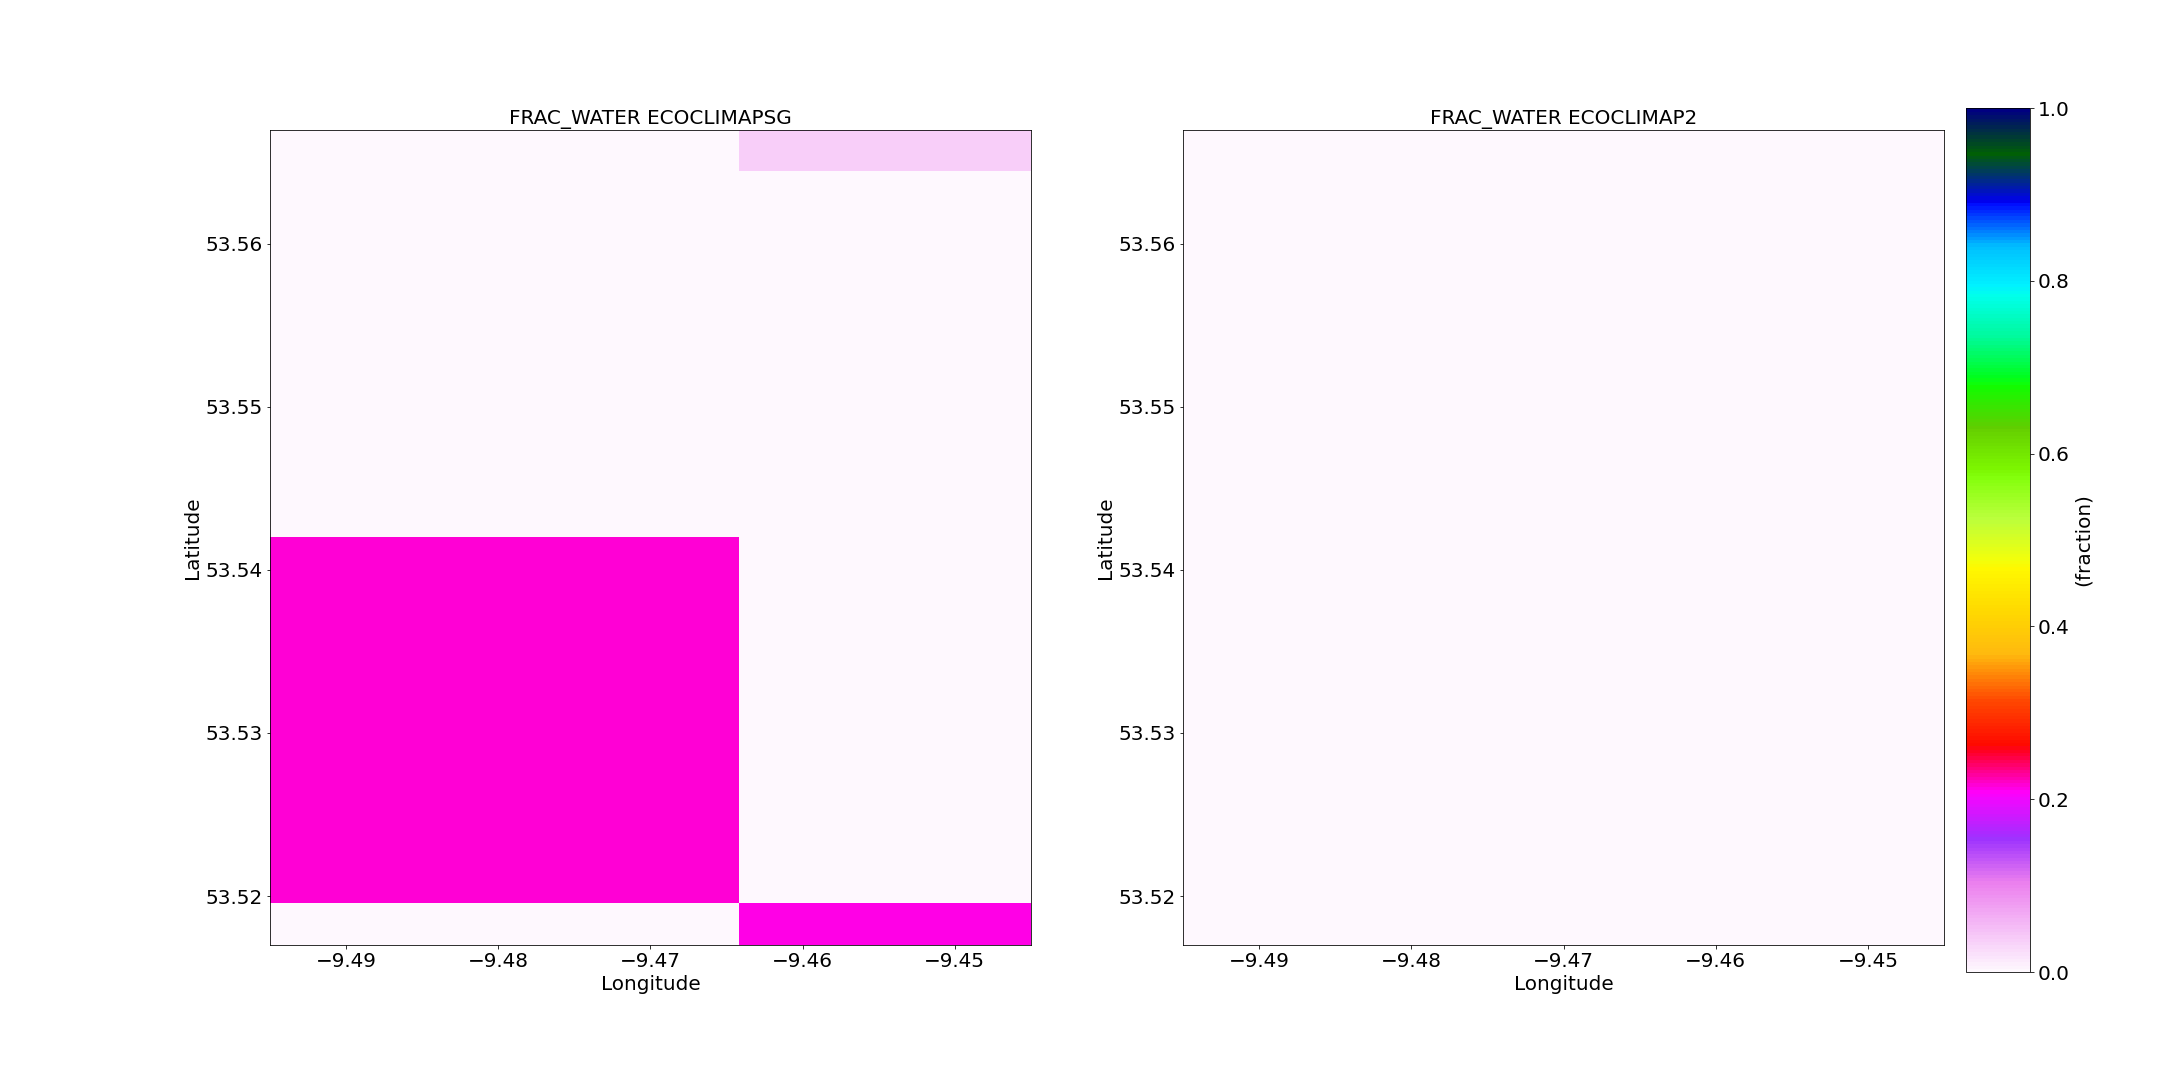 FRAC_WATER ECOCLIMAPSG
53.56
53.55
53.54
53.53
53.52
Latitude
−9.49 −9.48 −9.47 −9.46 −9.45
Longitude
FRAC_WATER ECOCLIMAP2
53.56
53.55
53.54
53.53
53.52
Latitude
−9.49 −9.48 −9.47 −9.46 −9.45
Longitude
1.0
0.8
0.6
0.4
0.2
0.0
(fraction)